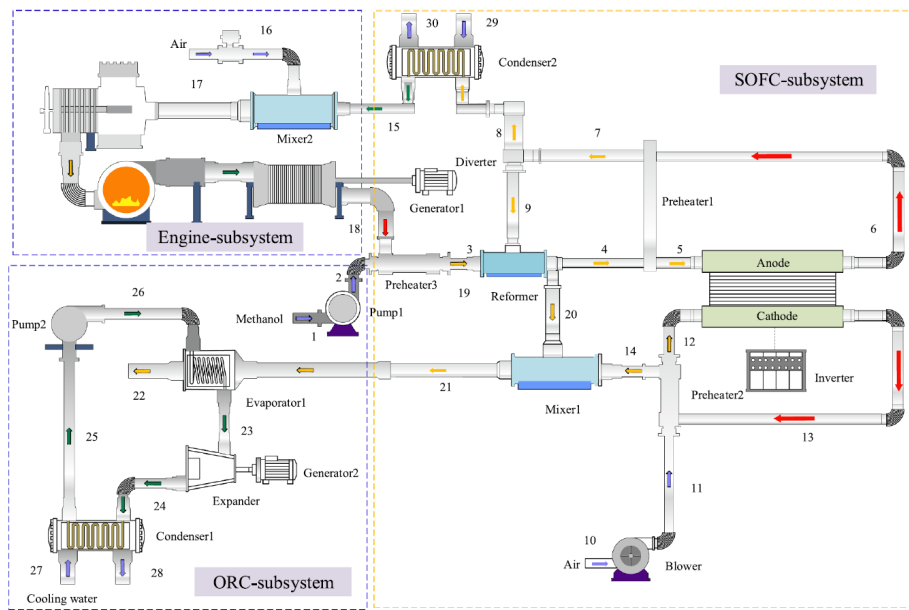 30
29
16
Air
17
Condenser2
SOFC-subsystem
15
Mixer2
8
7
Diverter
Generator1
9
Preheater1
6
Engine-subsystem
18
3
4
5
Anode
2
Preheater3
19
Reformer
26
Methanol
Pump1
20
Cathode
Pump2
1
12
14
22
Evaporator1
21
Mixer1
Preheater2
Inverter
23
13
25
Generator2
24
Expander
11
Condenser1
10
27
28
ORC-subsystem
Air
Blower
Cooling water